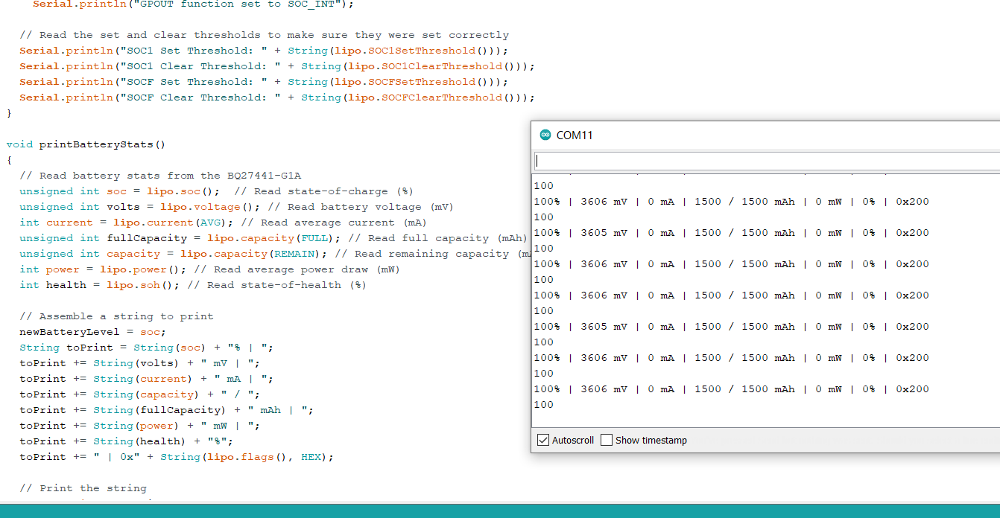 Serial.println("GPOUT function set to SOC_INT");
// Read the set and clear thresholds to make sure they were set correctly
Serial.println("SOC1 Set Threshold: " + String(lipo.SOC1SetThreshold()));
Serial.println("SOC1 Clear Threshold: " + String(lipo.SOC1ClearThreshold()));
Serial.println("SOCF Set Threshold: " + String(lipo.SOCFSetThreshold()));
Serial.println("SOCF Clear Threshold: " + String(lipo.SOCFClearThreshold()));
}
void printBatteryStats()
{
// Read battery stats from the BQ27441-G1A
unsigned int soc = lipo.soc();  // Read state-of-charge (%)
unsigned int volts = lipo.voltage(); // Read battery voltage (mV)
int current = lipo.current(AVG); // Read average current (mA)
unsigned int fullCapacity = lipo.capacity(FULL); // Read full capacity (mAh)
unsigned int capacity = lipo.capacity(REMAIN); // Read remaining capacity
int power = lipo.power(); // Read average power draw (mW)
int health = lipo.soh(); // Read state-of-health (%)
// Assemble a string to print
newBatteryLevel = soc;
String toPrint = String(soc) + "% | ";
toPrint += String(volts) + " mV | ";
toPrint += String(current) + " mA | ";
toPrint += String(capacity) + " / ";
toPrint += String(fullCapacity) + " mAh | ";
toPrint += String(power) + " mW | ";
toPrint += String(health) + "%";
toPrint += " | 0x" + String(lipo.flags(), HEX);
// Print the string
COM11
100
100% | 3606 mV | 0 mA | 1500 / 1500 mAh | 0 mW | 0% | 0x200
100
100% | 3605 mV | 0 mA | 1500 / 1500 mAh | 0 mW | 0% | 0x200
100
100% | 3606 mV | 0 mA | 1500 / 1500 mAh | 0 mW | 0% | 0x200
100
100% | 3606 mV | 0 mA | 1500 / 1500 mAh | 0 mW | 0% | 0x200
100
100% | 3605 mV | 0 mA | 1500 / 1500 mAh | 0 mW | 0% | 0x200
100
100% | 3606 mV | 0 mA | 1500 / 1500 mAh | 0 mW | 0% | 0x200
100
100% | 3606 mV | 0 mA | 1500 / 1500 mAh | 0 mW | 0% | 0x200
100
Autoscroll Show timestamp